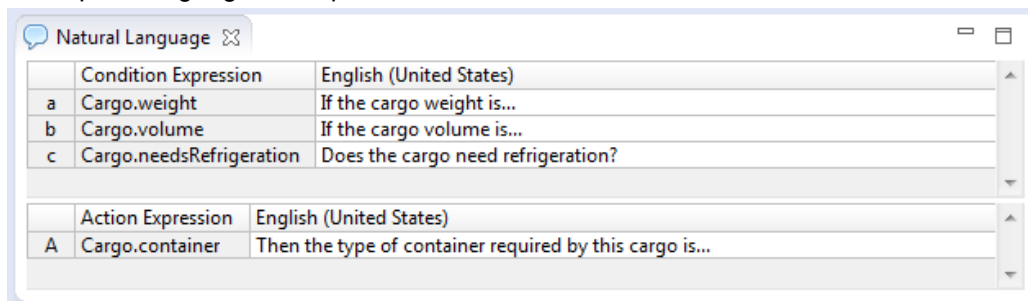 Natural Language
Condition Expression English (United States)
a Cargo.weight If the cargo weight is...
b Cargo.volume If the cargo volume is...
c Cargo.needsRefrigeration Does the cargo need refrigeration?
Action Expression English (United States)
A Cargo.container Then the type of container required by this cargo is...